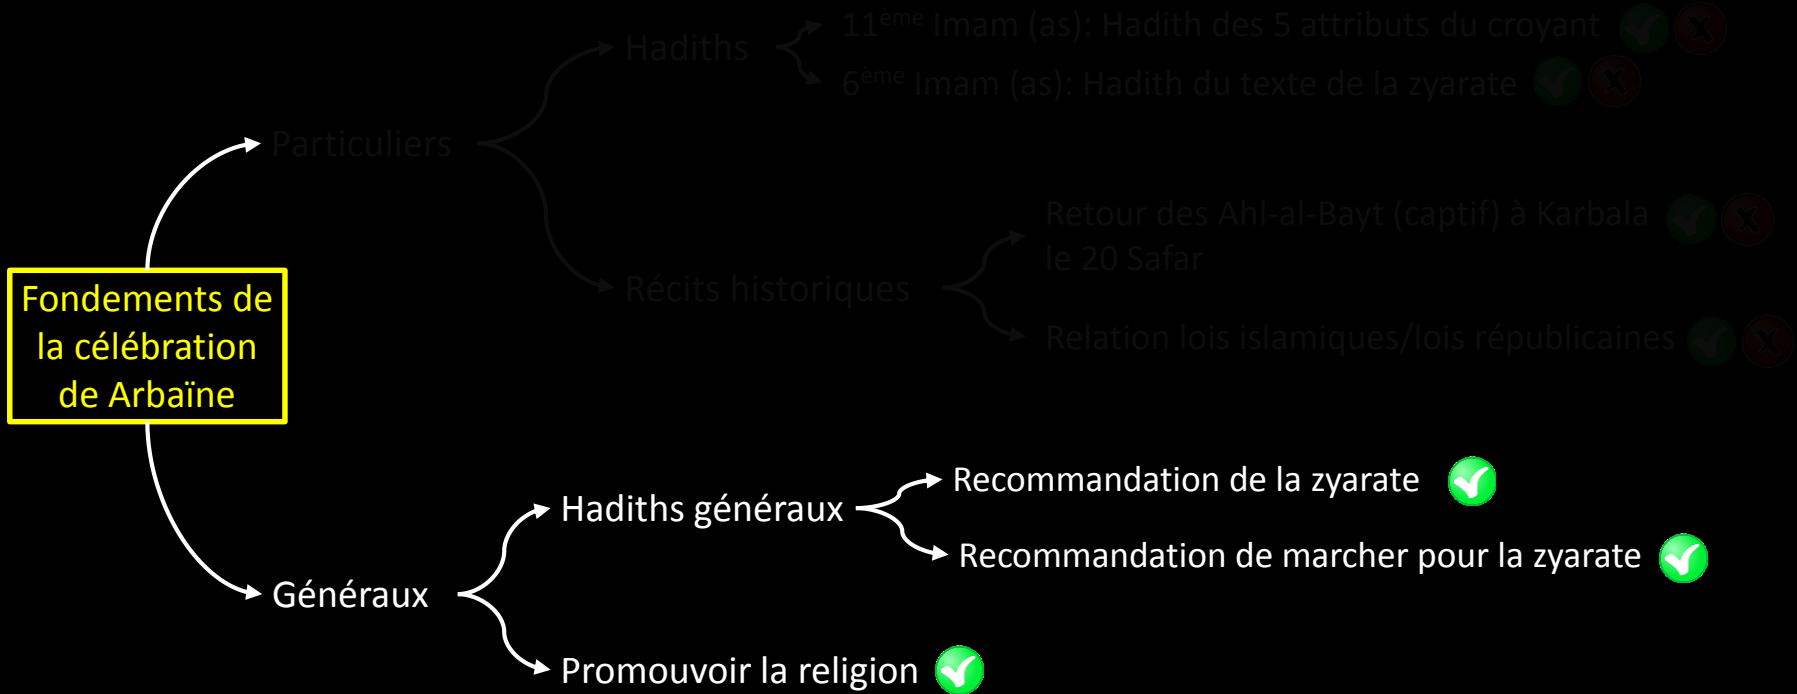 11ème Imam (as): Hadith des 5 attributs du croyant
Hadiths
6ème Imam (as): Hadith du texte de la zyarate
Particuliers
Retour des Ahl-al-Bayt (captif) à Karbala
le 20 Safar
Récits historiques
Relation lois islamiques/lois républicaines
Fondements de
la célébration
de Arbaïne
Recommandation de la zyarate
Hadiths généraux
Recommandation de marcher pour la zyarate
Généraux
Promouvoir la religion